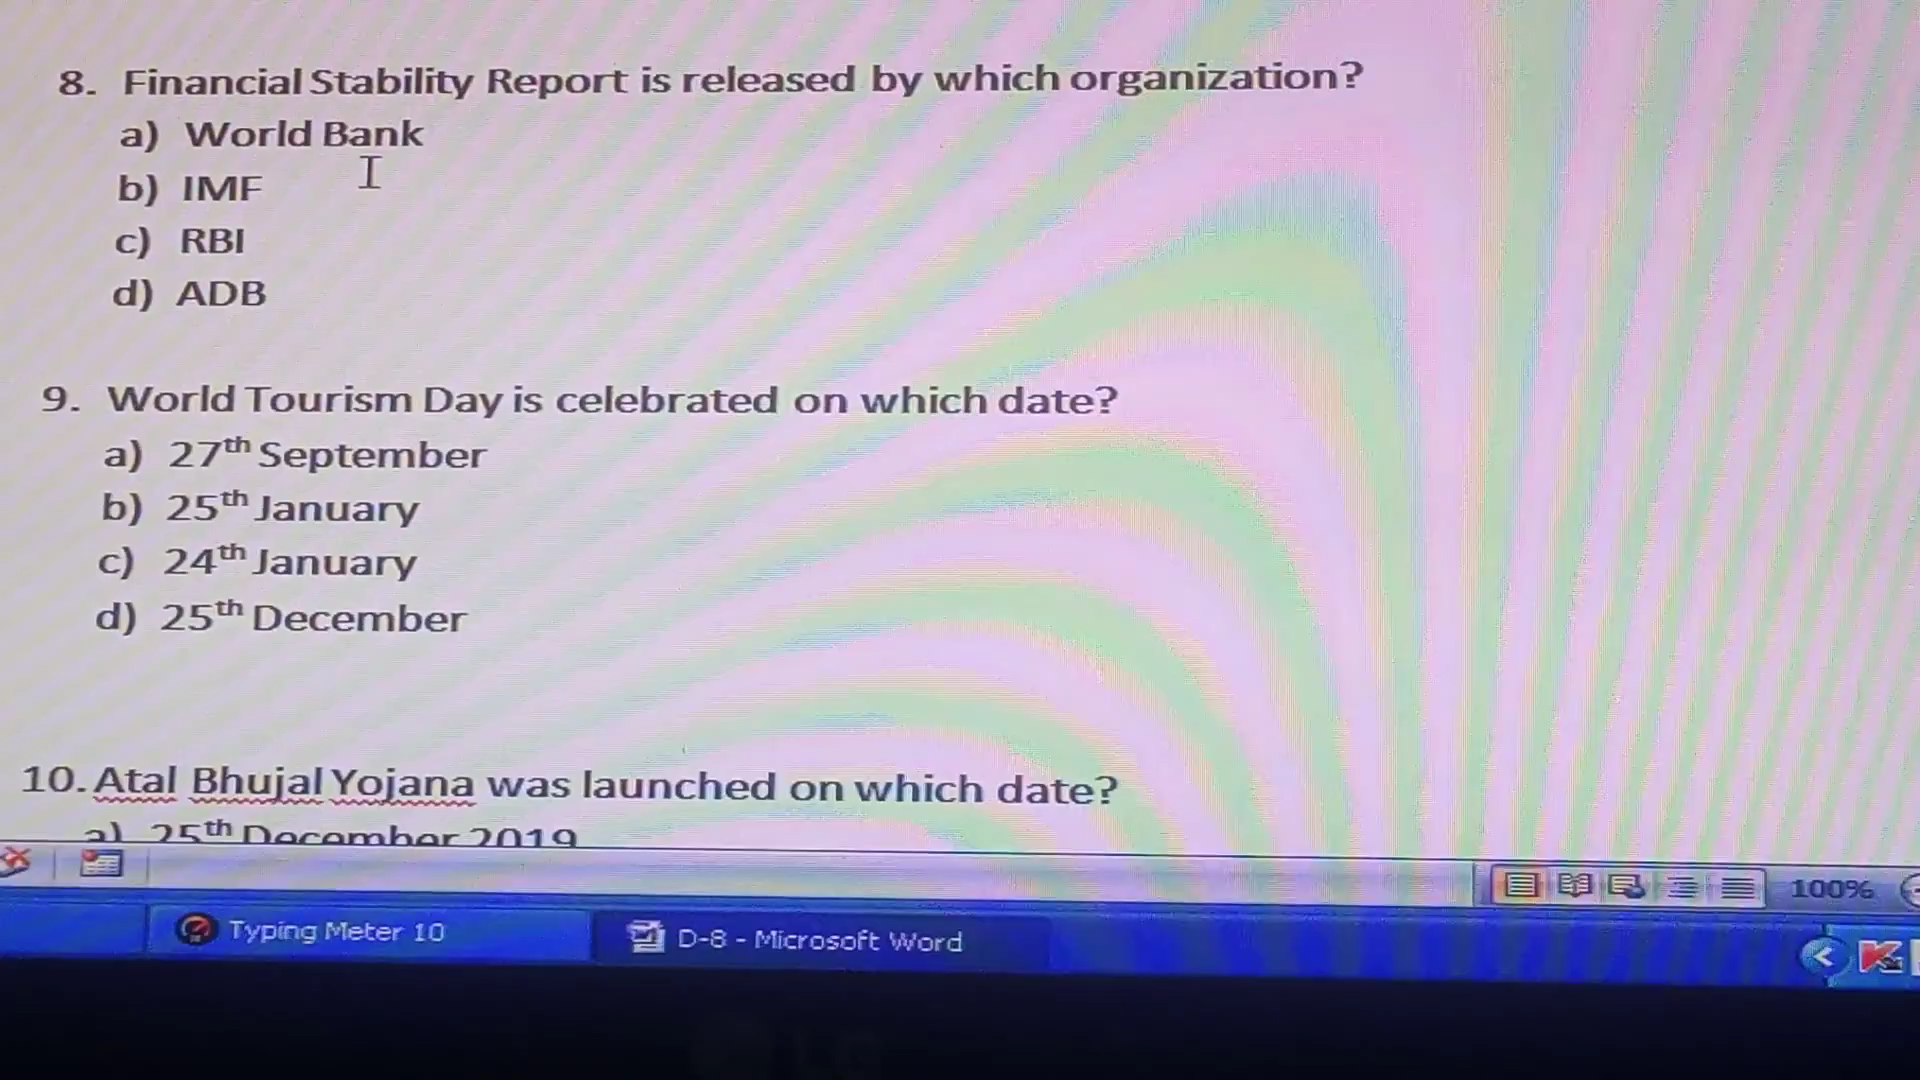 8. Financial Stability Report is released by which organization?
a) World Bank
b) IMF
c) RBI
d) ADB
9. World Tourism Day is celebrated on which date?
a) 27th September
b) 25th January
c) 24th January
d) 25th December
10. Atal Bhujal Yojana was launched on which date?
a) 25th December 2019
100%
Typing Meter 10
D-8 - Microsoft Word
LG